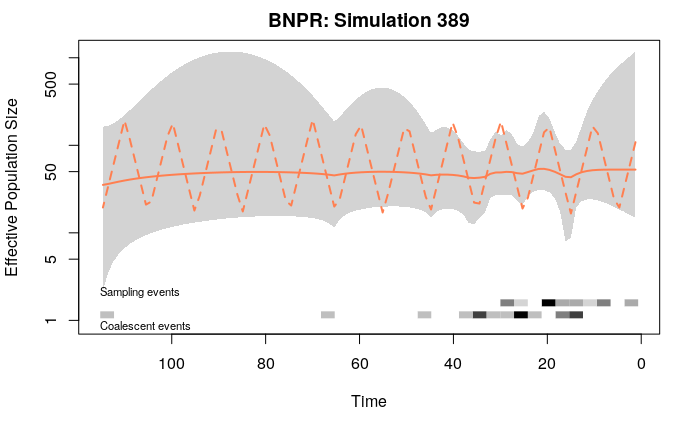 BNPR: Simulation 389
Effective Population Size
500
50
5
1
Sampling events
Coalescent events
100 80 60 40 20 0
Time